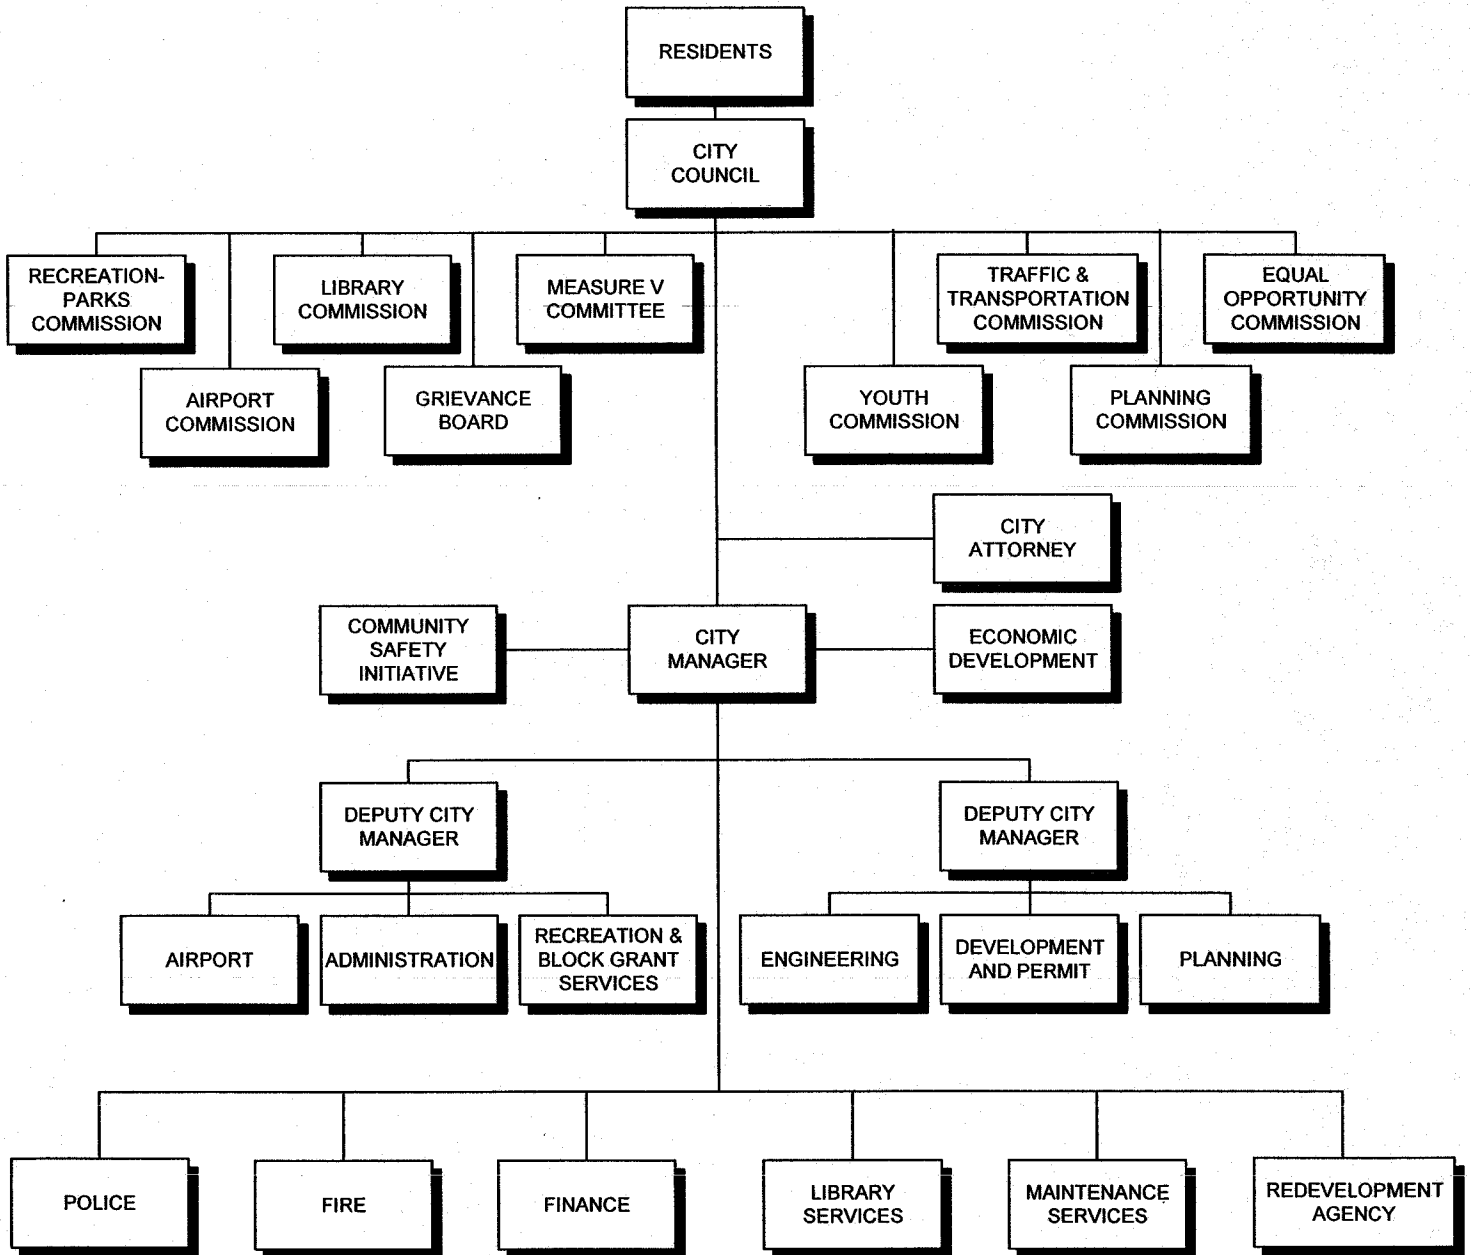 RESIDENTS
CITY
COUNCIL
RECREATION-
PARKS
COMMISSION
LIBRARY
COMMISSION
MEASURE V
COMMITTEE
TRAFFIC &
TRANSPORTATION
COMMISSION
EQUAL
OPPORTUNITY
COMMISSION
AIRPORT
COMMISSION
GRIEVANCE
BOARD
YOUTH
COMMISSION
PLANNING
COMMISSION
CITY
ATTORNEY
COMMUNITY
SAFETY
INITIATIVE
CITY
MANAGER
ECONOMIC
DEVELOPMENT
DEPUTY CITY
MANAGER
DEPUTY CITY
MANAGER
AIRPORT
ADMINISTRATION
RECREATION &
BLOCK GRANT
SERVICES
ENGINEERING
DEVELOPMENT
AND PERMIT
PLANNING
POLICE
FIRE
FINANCE
LIBRARY
SERVICES
MAINTENANCE
SERVICES
REDEVELOPMENT
AGENCY